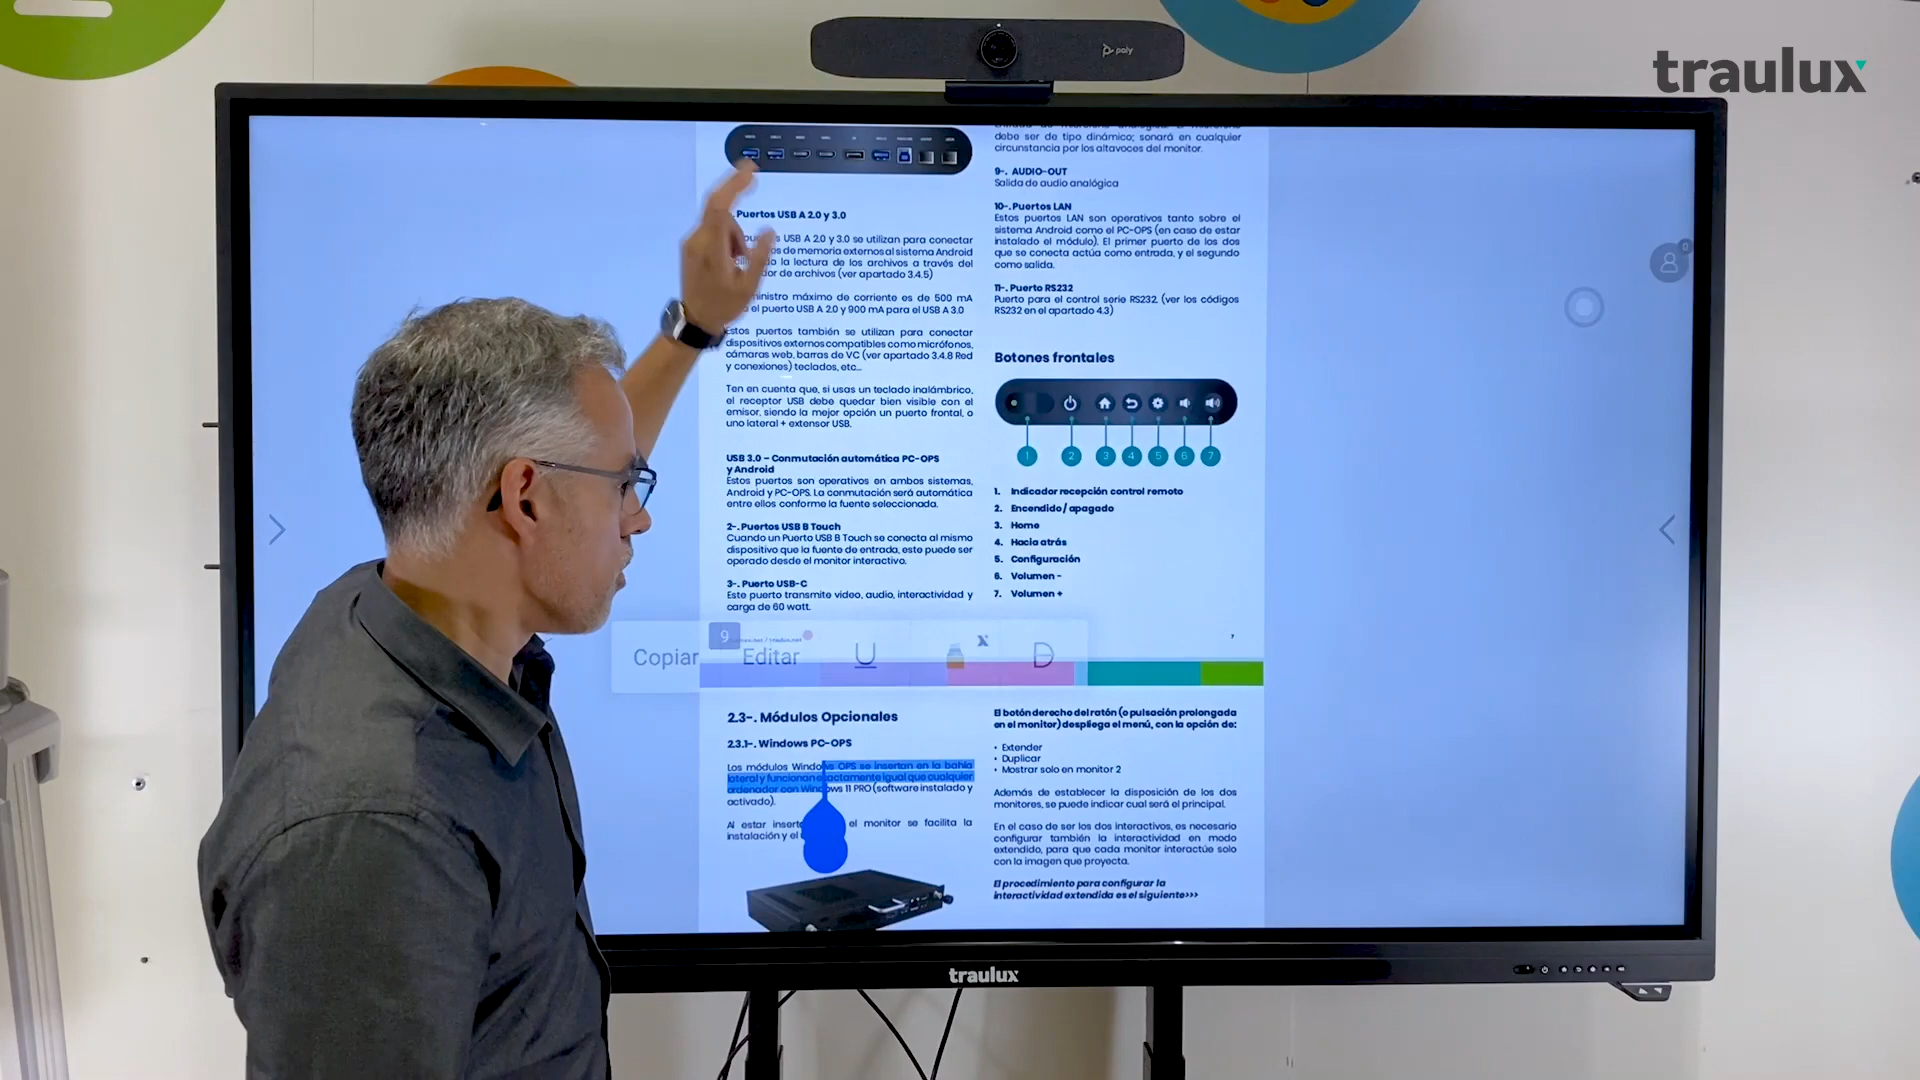 poly
traulux
. Puertos USB A 2.0 y 3.0
USB A 2.0 y 3.0 se utilizan para conectar
os de memoria externos al sistema Android
la lectura de los archivos a través del
dor de archivos (ver apartado 3.4.5)
ministro máximo de corriente es de 500 mA
el puerto USB A 2.0 y 900 mA para el USB A 3.0
Estos puertos también se utilizan para conectar
dispositivos externos compatibles como micrófonos,
cámaras web, barras de VC (ver apartado 3.4.8 Red
y conexiones) teclados, etc...
Ten en cuenta que, si usas un teclado inalámbrico,
el receptor USB debe quedar bien visible con el
emisor, siendo la mejor opción un puerto frontal, o
uno lateral + extensor USB.
USB 3.0 – Conmutación automática PC-OPS
y Android
Estos puertos son operativos en ambos sistemas,
Android y PC-OPS. La conmutación será automática
entre ellos conforme la fuente seleccionada.
2-. Puertos USB B Touch
Cuando un Puerto USB B Touch se conecta al mismo
dispositivo que la fuente de entrada, este puede ser
operado desde el monitor interactivo.
3-. Puerto USB-C
Este puerto transmite video, audio, interactividad y
carga de 60 watt.
debe ser de tipo dinámico; sonará en cualquier
circunstancia por los altavoces del monitor.
9-. AUDIO-OUT
Salida de audio analógica
10-. Puertos LAN
Estos puertos LAN son operativos tanto sobre el
sistema Android como el PC-OPS (en caso de estar
instalado el módulo). El primer puerto de los dos
que se conecta actúa como entrada, y el segundo
como salida.
11-. Puerto RS232
Puerto para el control serie RS232. (ver los códigos
RS232 en el apartado 4.3)
Botones frontales
1 2 3 4 5 6 7
1. Indicador recepción control remoto
2. Encendido / apagado
3. Home
4. Hacia atrás
5. Configuración
6. Volumen -
7. Volumen +
9
7
Copiar Editar U D
2.3-. Módulos Opcionales
2.3.1-. Windows PC-OPS
Los módulos Windows OPS se insertan en la bahía
lateral y funcionan exactamente igual que cualquier
ordenador con Windows 11 PRO (software instalado y
activado).
Al estar inserta el monitor se facilita la
instalación y el
El botón derecho del ratón (o pulsación prolongada
en el monitor) despliega el menú, con la opción de:
• Extender
• Duplicar
• Mostrar solo en monitor 2
Además de establecer la disposición de los dos
monitores, se puede indicar cual será el principal.
En el caso de ser los dos interactivos, es necesario
configurar también la interactividad en modo
extendido, para que cada monitor interactúe solo
con la imagen que proyecta.
El procedimiento para configurar la
interactividad extendida es el siguiente>>>
traulux